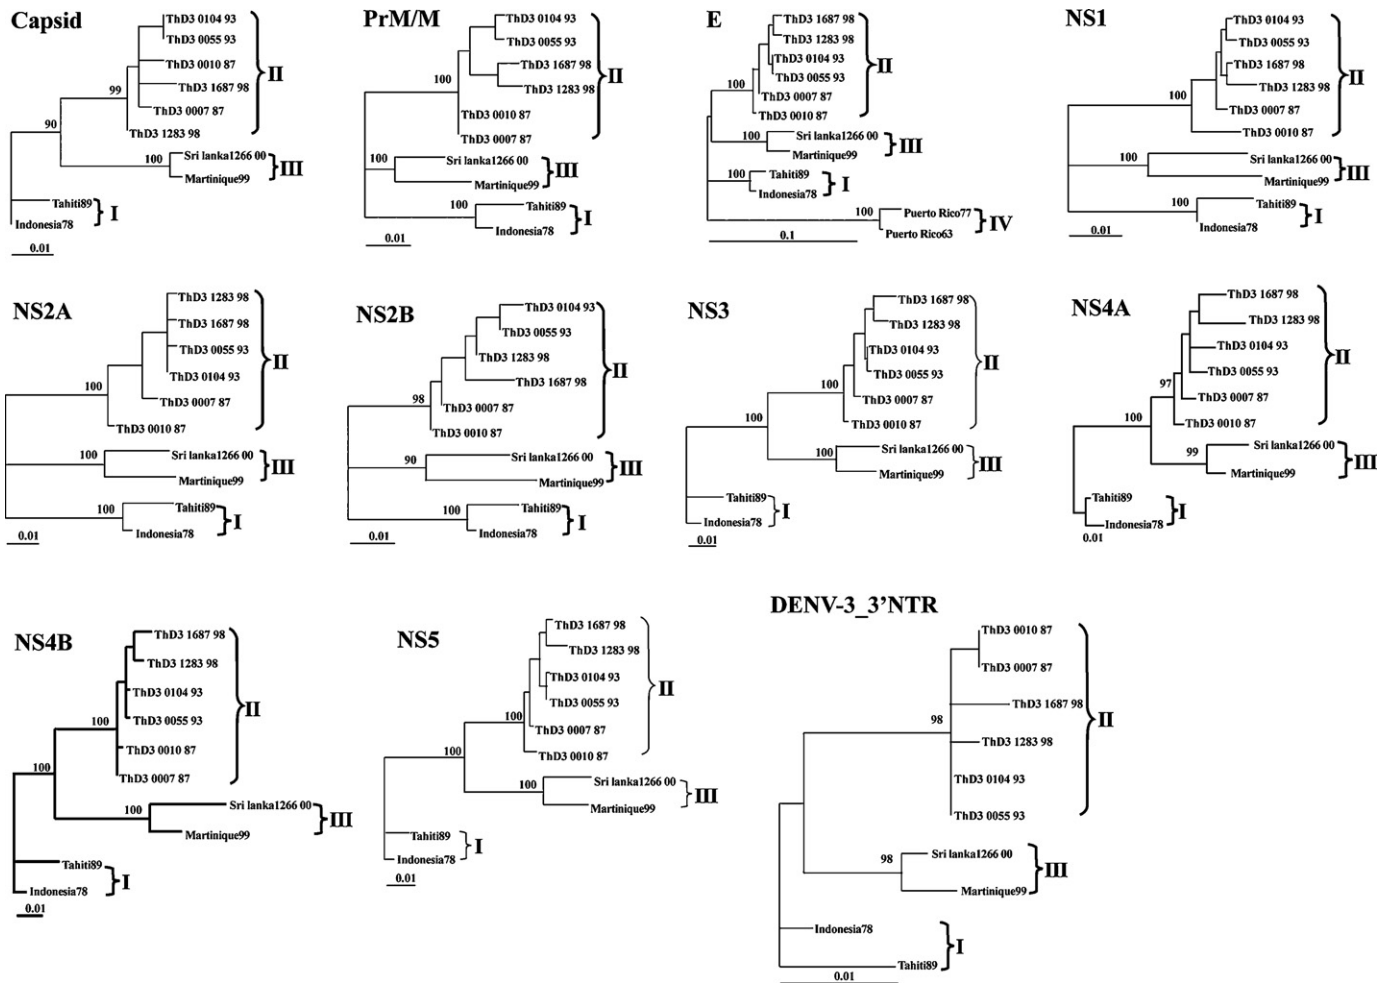 Capsid
ThD3 0104 93
ThD3 0055 93
ThD3 0010 87
II
ThD3 1687 98
99
ThD3 0007 87
90
ThD3 1283 98
Sri lanka1266 00
100
III
Martinique99
Tahiti89
I
Indonesia78
0.01
PrM/M
ThD3 0104 93
ThD3 0055 93
ThD3 1687 98
II
100
ThD3 1283 98
ThD3 0010 87
ThD3 0007 87
100
Sri lanka1266 00
III
Martinique99
100
Tahiti89
I
Indonesia78
0.01
E
ThD3 1687 98
ThD3 1283 98
ThD3 0104 93
II
ThD3 0055 93
100
ThD3 0007 87
ThD3 0010 87
100
Sri lanka1266 00
III
Martinique99
100
Tahiti89
I
Indonesia78
100
Puerto Rico77
IV
Puerto Rico63
0.1
NS1
ThD3 0104 93
ThD3 0055 93
ThD3 1687 98
II
ThD3 1283 98
100
ThD3 0007 87
ThD3 0010 87
100
Sri lanka1266 00
III
Martinique99
100
Tahiti89
I
Indonesia78
0.01
NS2A
ThD3 1283 98
ThD3 1687 98
ThD3 0055 93
II
ThD3 0104 93
100
ThD3 0007 87
ThD3 0010 87
100
Sri lanka1266 00
III
Martinique99
100
Tahiti89
I
Indonesia78
0.01
NS2B
ThD3 0104 93
ThD3 0055 93
ThD3 1283 98
II
ThD3 1687 98
98
ThD3 0007 87
ThD3 0010 87
90
Sri lanka1266 00
III
Martinique99
100
Tahiti89
I
Indonesia78
0.01
NS3
ThD3 1687 98
ThD3 1283 98
ThD3 0104 93
II
ThD3 0055 93
100
ThD3 0007 87
100
ThD3 0010 87
100
Sri lanka1266 00
III
Martinique99
Tahiti89
I
Indonesia78
0.01
NS4A
ThD3 1687 98
ThD3 1283 98
ThD3 0104 93
II
ThD3 0055 93
97
ThD3 0007 87
100
ThD3 0010 87
99
Sri lanka1266 00
III
Martinique99
Tahiti89
I
Indonesia78
0.01
NS4B
ThD3 1687 98
ThD3 1283 98
ThD3 0104 93
II
ThD3 0055 93
100
ThD3 0010 87
100
ThD3 0007 87
100
Sri lanka1266 00
III
Martinique99
Tahiti89
I
Indonesia78
0.01
NS5
ThD3 1687 98
ThD3 1283 98
ThD3 0104 93
II
ThD3 0055 93
100
ThD3 0007 87
100
ThD3 0010 87
100
Sri lanka1266 00
III
Martinique99
Tahiti89
I
Indonesia78
0.01
DENV-3_3’NTR
ThD3 0010 87
ThD3 0007 87
ThD3 1687 98
98
II
ThD3 1283 98
ThD3 0104 93
ThD3 0055 93
98
Sri lanka1266 00
III
Martinique99
Indonesia78
I
Tahiti89
0.01